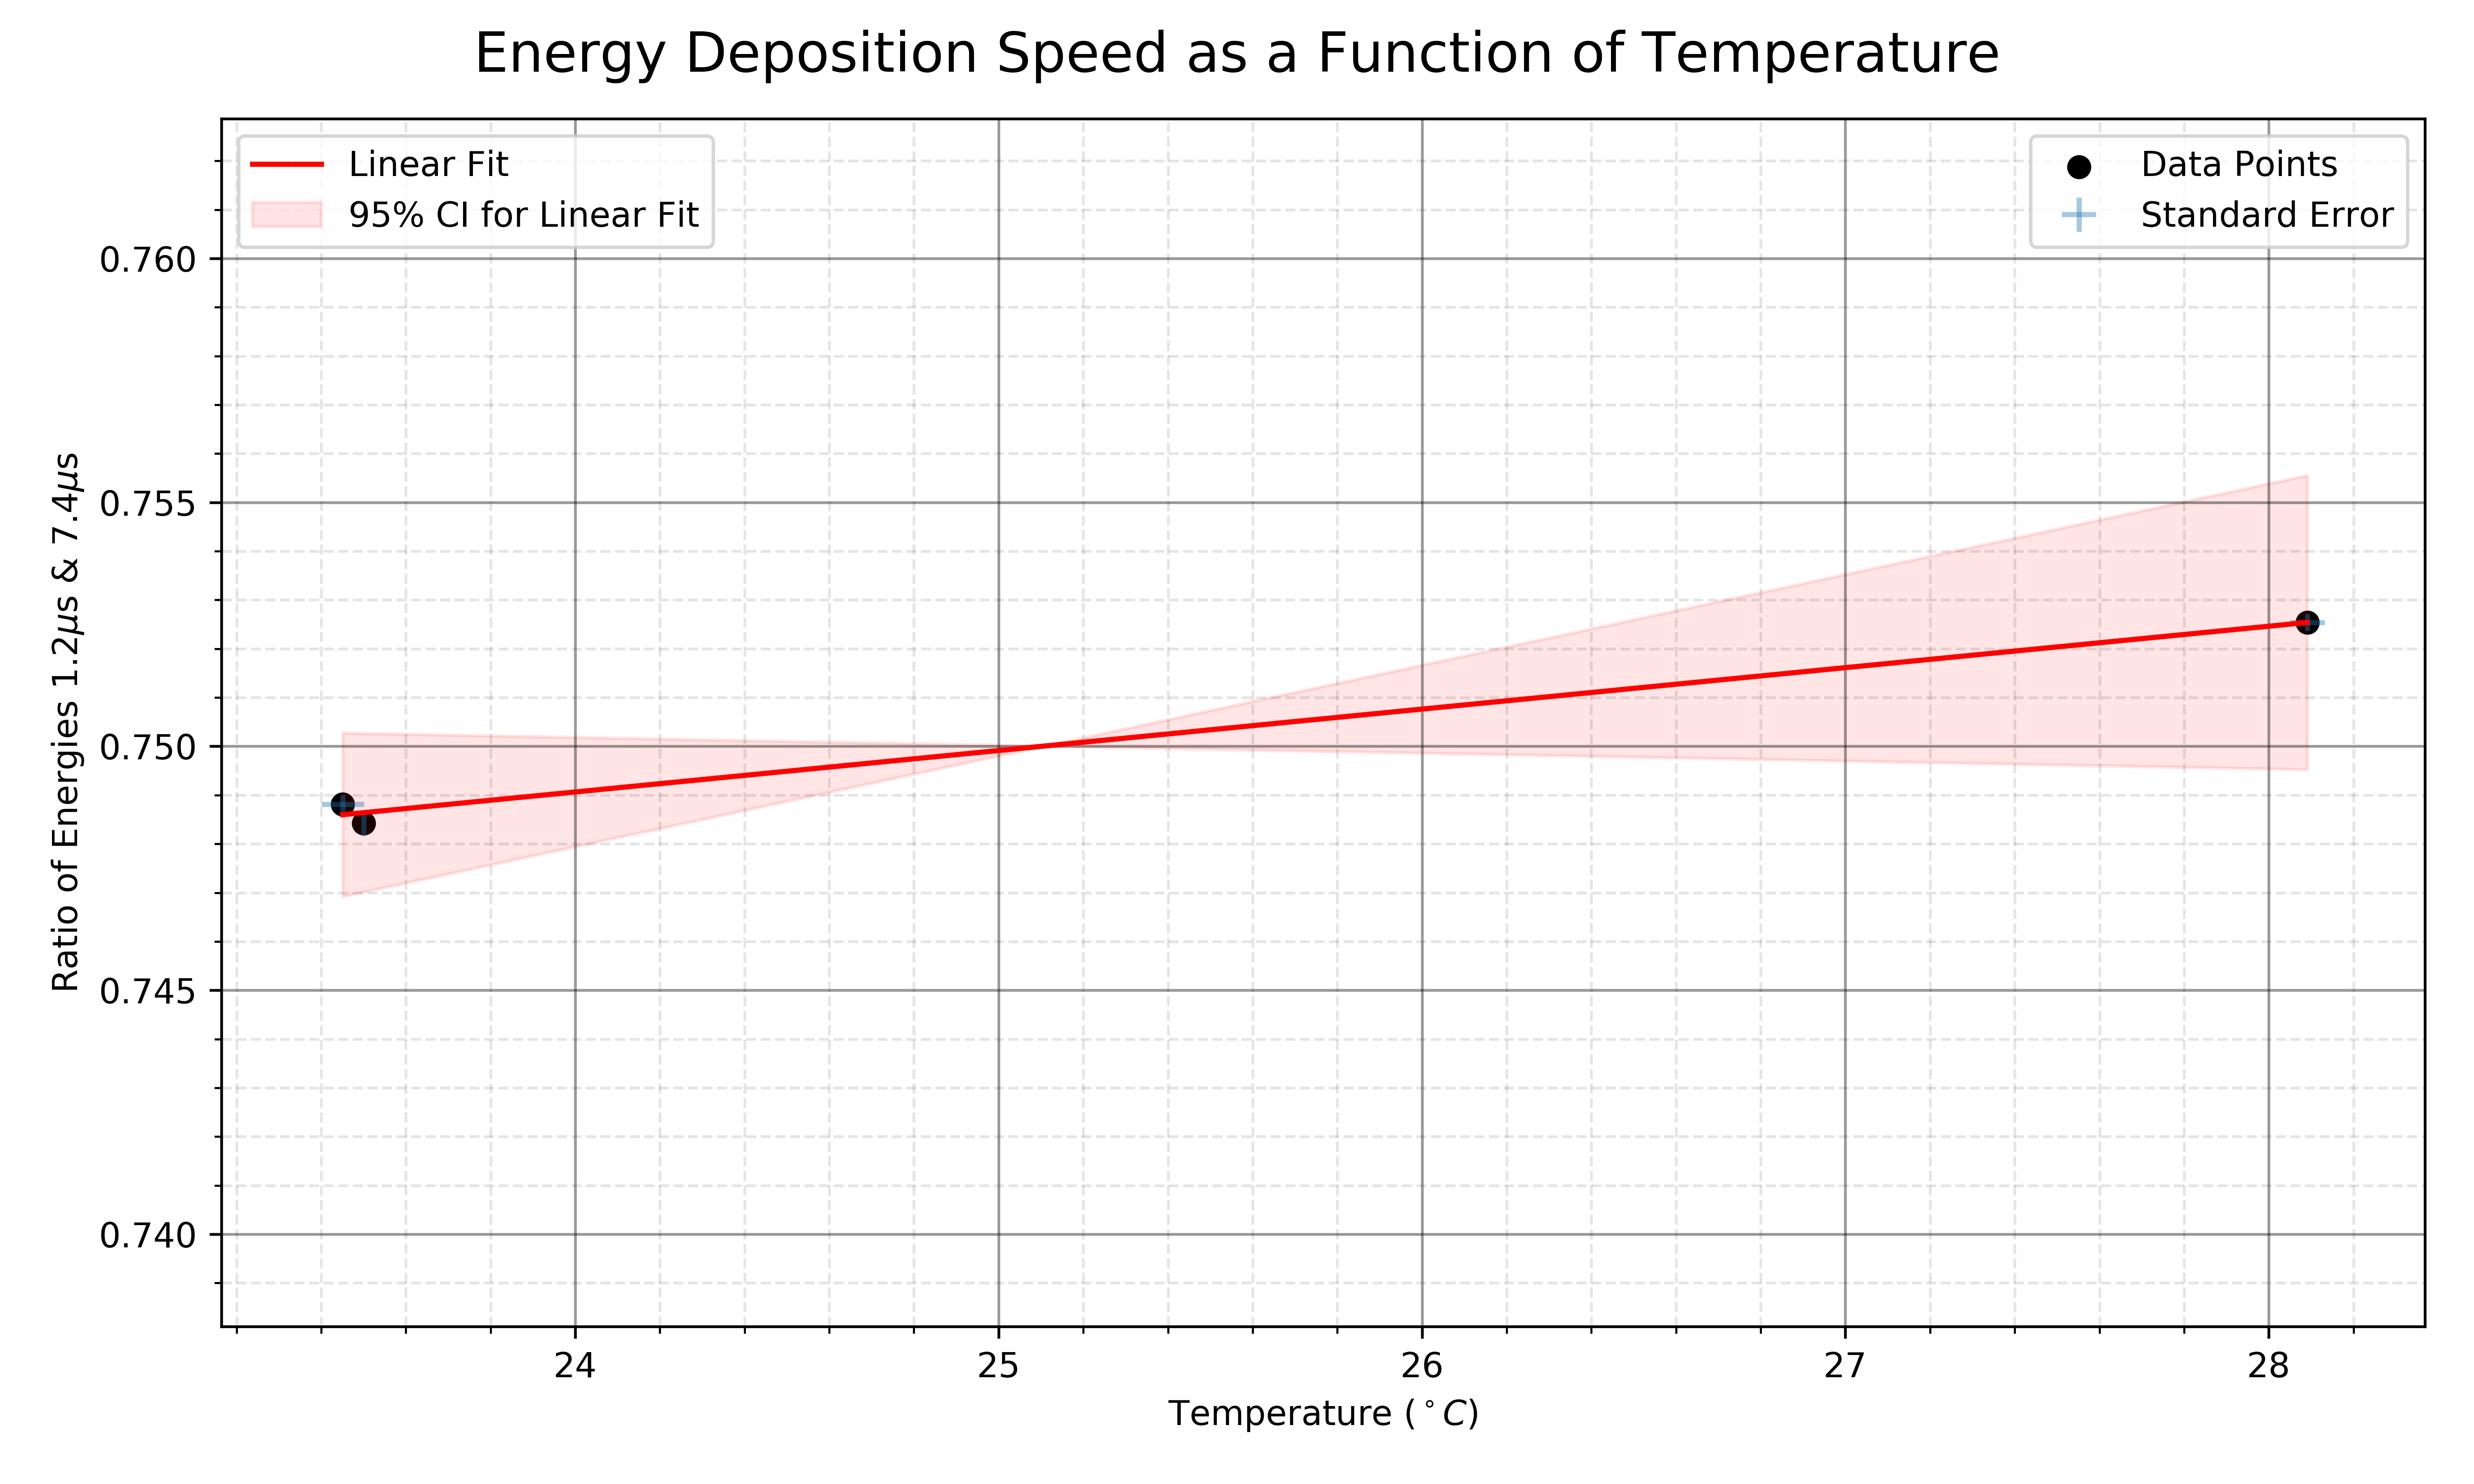 Energy Deposition Speed as a Function of Temperature
Linear Fit
95% CI for Linear Fit
Data Points
Standard Error
0.760
0.755
0.750
0.745
0.740
Ratio of Energies 1.2μs & 7.4μs
24
25
26
27
28
Temperature (°C)